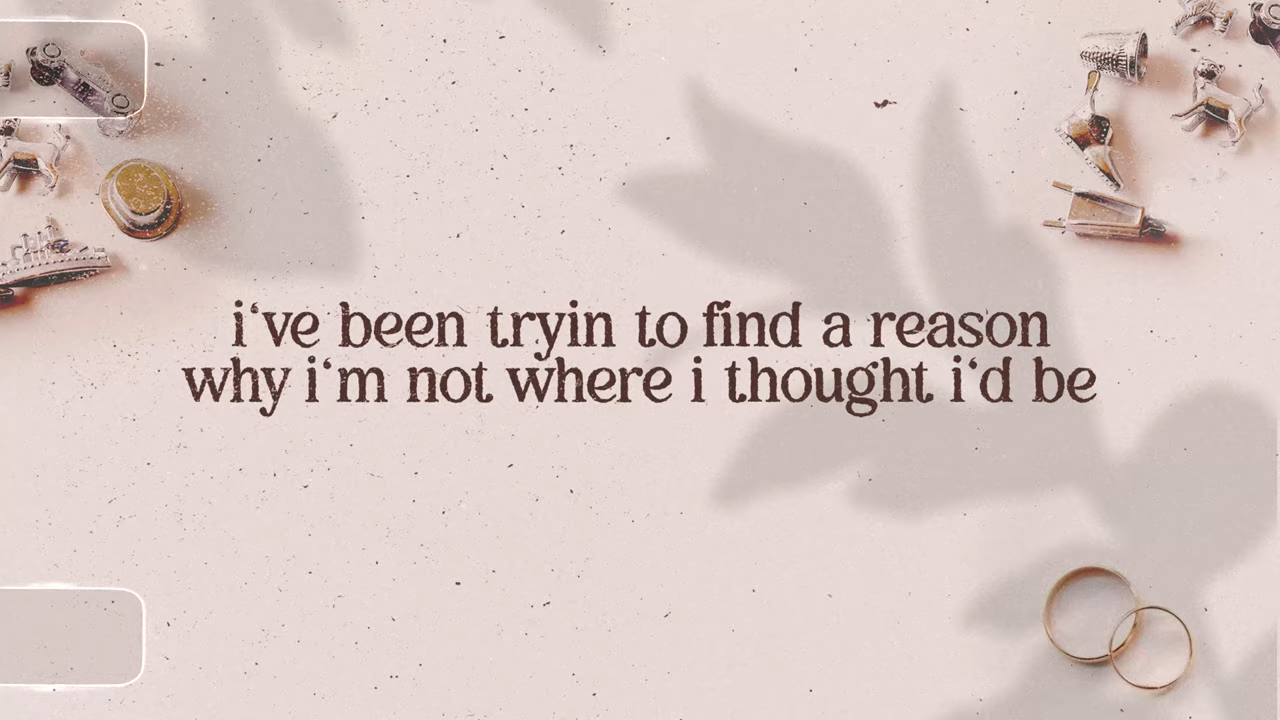 i‘ve been tryin to find a reason
why i‘m not where i thought i‘d be